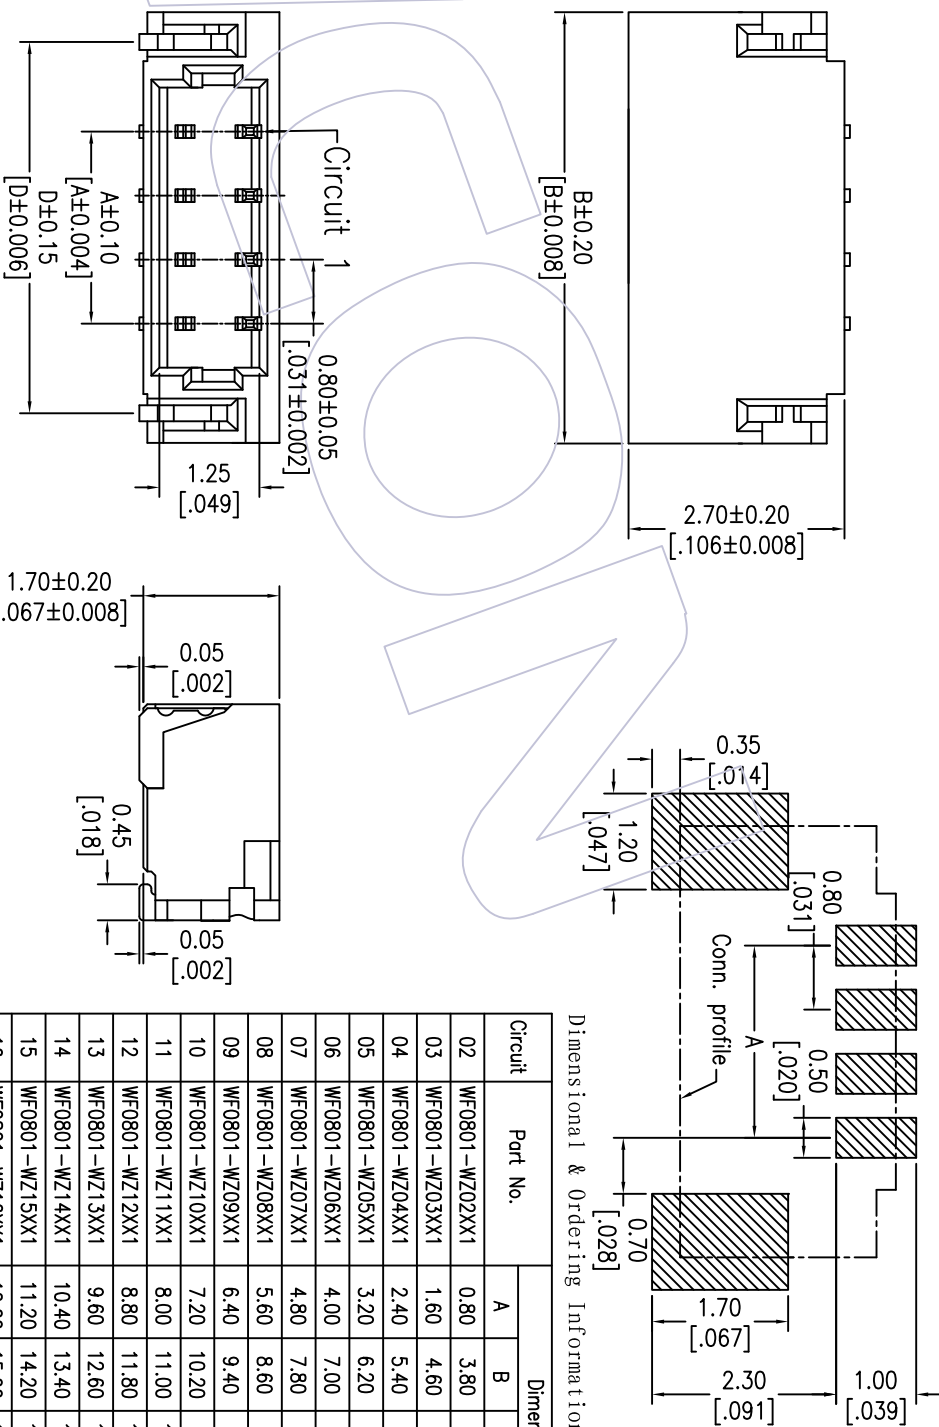 B±0.20
[B±0.008]
2.70±0.20
[.106±0.008]
Circuit 1
0.80±0.05
[.031±0.002]
A±0.10
[A±0.004]
D±0.15
[D±0.006]
1.25
[.049]
1.70±0.20
.067±0.008]
0.05
[.002]
0.45
[.018]
0.05
[.002]
0.35
[.014]
1.20
[.047]
0.80
[.031]
A
0.50
[.020]
Conn. profile
0.70
[.028]
1.70
[.067]
2.30
[.091]
1.00
[.039]
Dimensional & Ordering Information
Circuit Part No. Dimen
A B
02 WF0801-WZ02XX1 0.80 3.80
03 WF0801-WZ03XX1 1.60 4.60
04 WF0801-WZ04XX1 2.40 5.40
05 WF0801-WZ05XX1 3.20 6.20
06 WF0801-WZ06XX1 4.00 7.00
07 WF0801-WZ07XX1 4.80 7.80
08 WF0801-WZ08XX1 5.60 8.60
09 WF0801-WZ09XX1 6.40 9.40
10 WF0801-WZ10XX1 7.20 10.20
11 WF0801-WZ11XX1 8.00 11.00
12 WF0801-WZ12XX1 8.80 11.80
13 WF0801-WZ13XX1 9.60 12.60
14 WF0801-WZ14XX1 10.40 13.40
15 WF0801-WZ15XX1 11.20 14.20